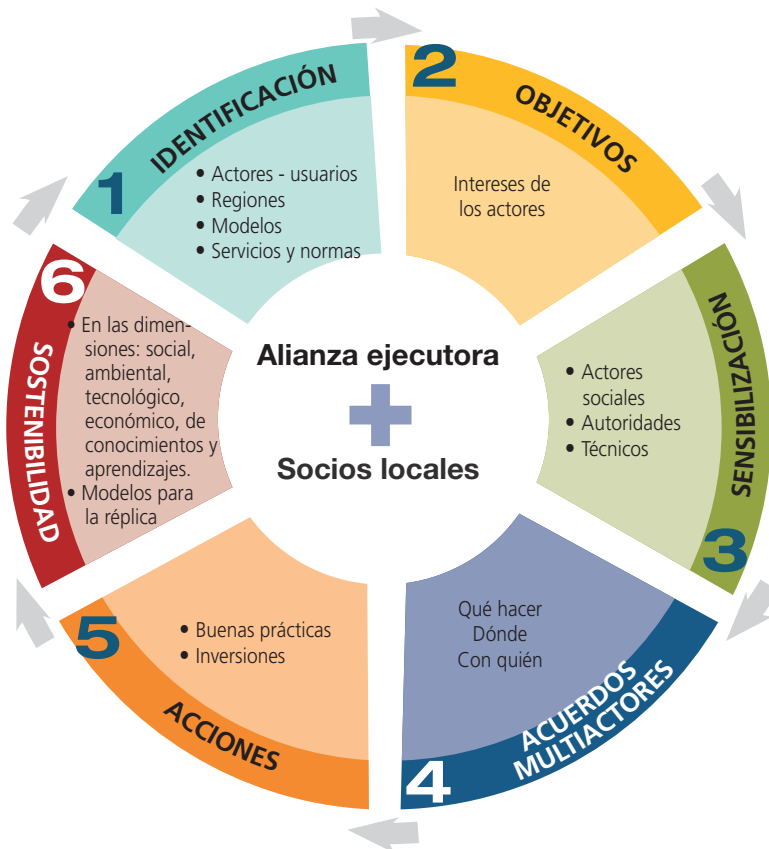 1
IDENTIFICACIÓN
• Actores - usuarios
• Regiones
• Modelos
• Servicios y normas
2
OBJETIVOS
Intereses de
los actores
3
SENSIBILIZACIÓN
• Actores
sociales
• Autoridades
• Técnicos
4
ACUERDOS
MULTIACTORES
Qué hacer
Dónde
Con quién
5
ACCIONES
• Buenas prácticas
• Inversiones
6
SOSTENIBILIDAD
• En las dimen-
siones: social,
ambiental,
tecnológico,
económico, de
conocimientos y
aprendizajes.
• Modelos para
la réplica
Alianza ejecutora
+
Socios locales